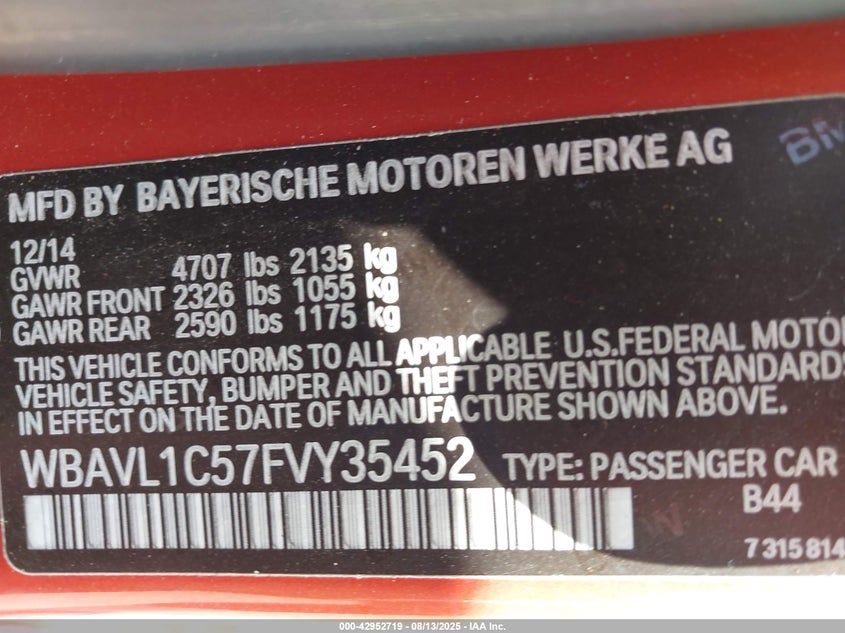 MFD BY BAYERISCHE MOTOREN WERKE AG
12/14
GVWR 4707 lbs 2135 kg
GAWR FRONT 2326 lbs 1055 kg
GAWR REAR 2590 lbs 1175 kg
THIS VEHICLE CONFORMS TO ALL APPLICABLE U.S.FEDERAL MOTOR
VEHICLE SAFETY, BUMPER AND THEFT PREVENTION STANDARDS
IN EFFECT ON THE DATE OF MANUFACTURE SHOWN ABOVE.
WBAVL1C57FVY35452 TYPE: PASSENGER CAR
B44
7 315 814
000-42952719 - 08/13/2025 - IAA Inc.